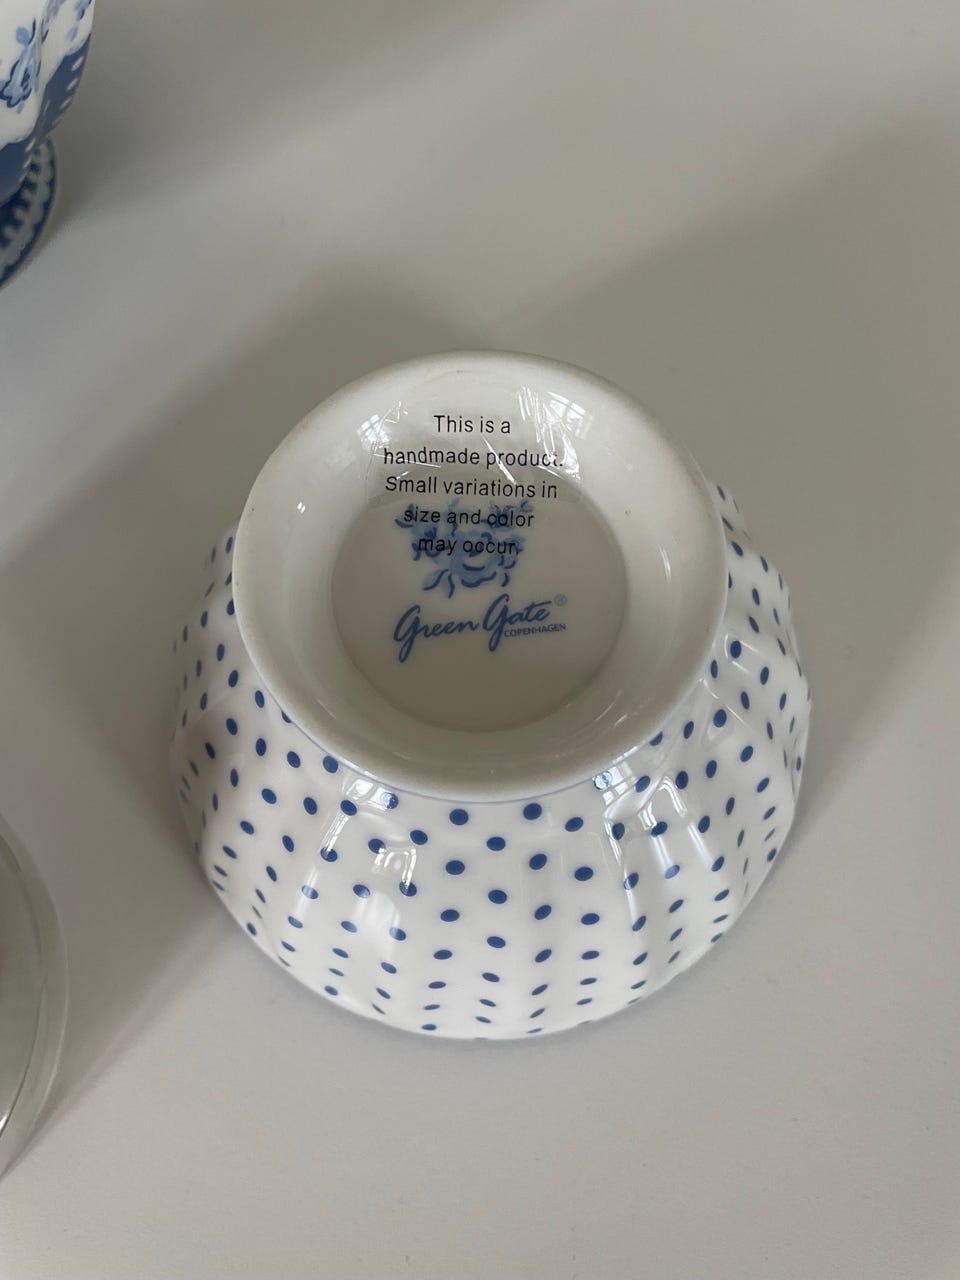 This is a
handmade product.
Small variations in
size and color
may occur.
Green Gate®
COPENHAGEN